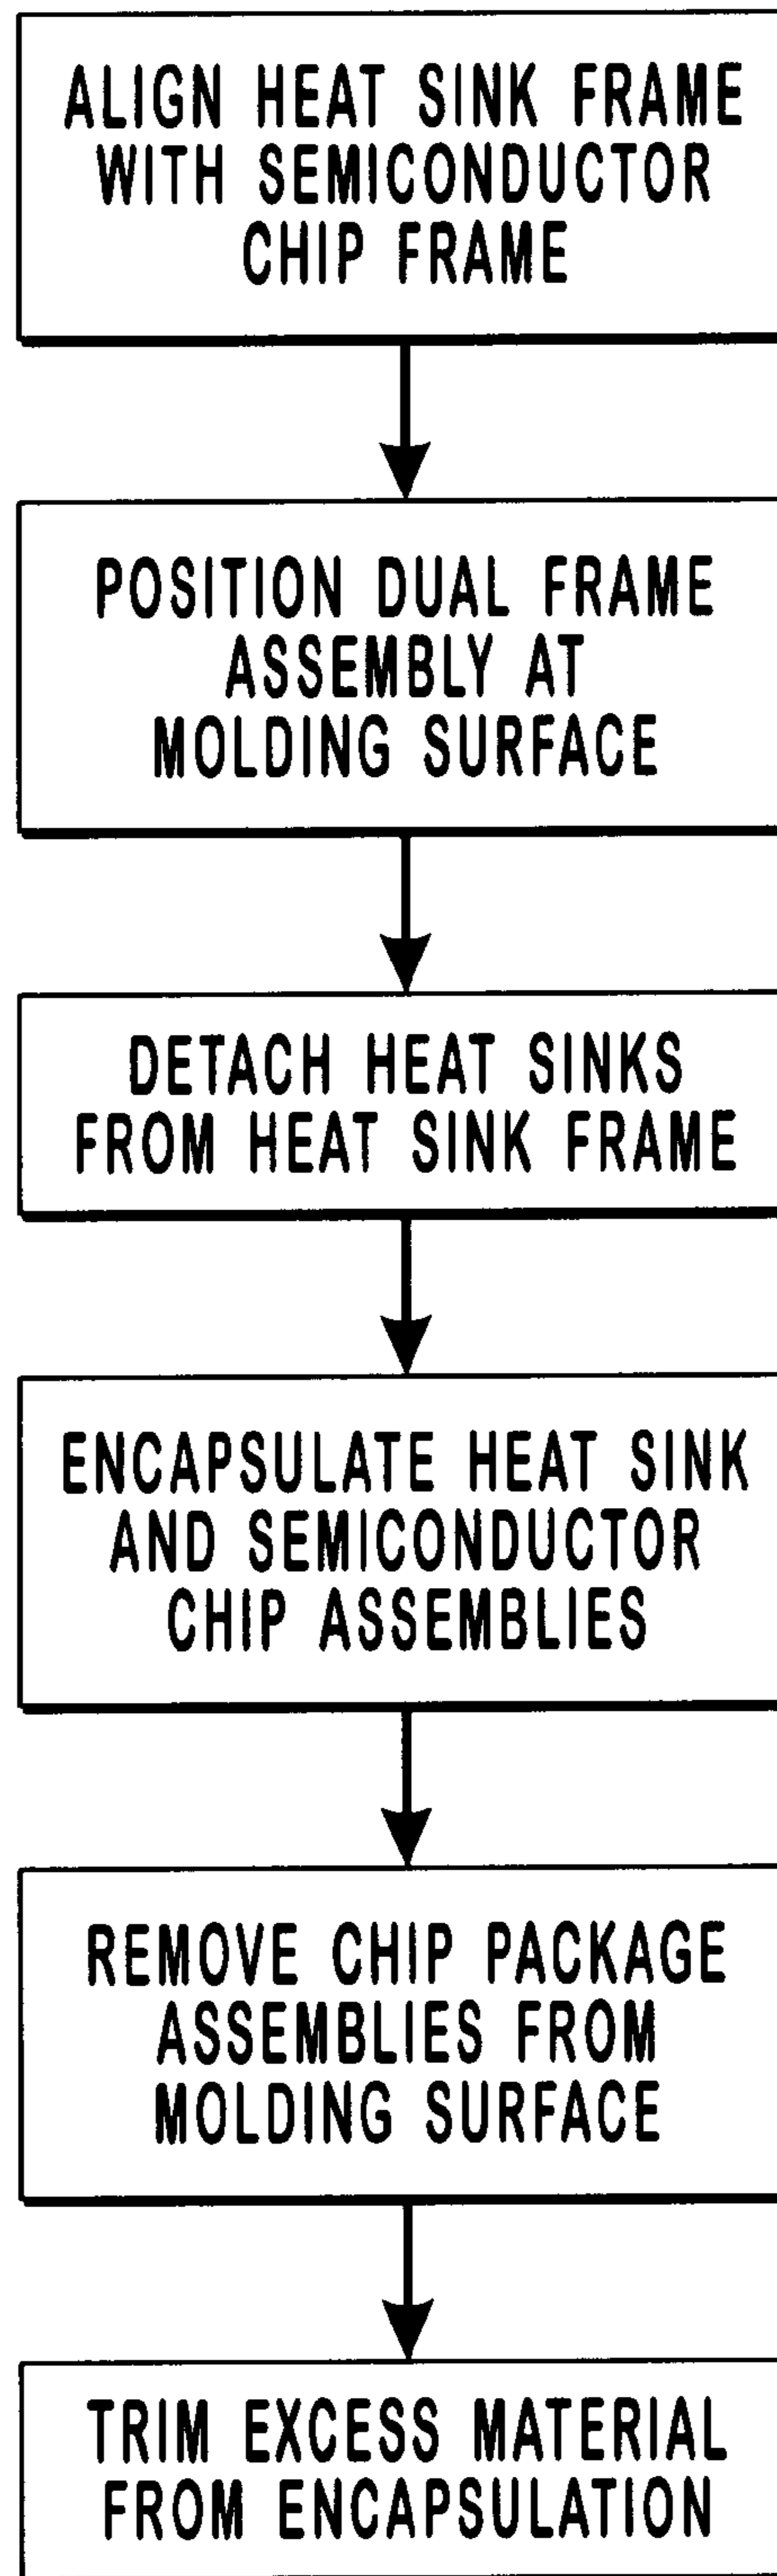 ALIGN HEAT SINK FRAME
WITH SEMICONDUCTOR
CHIP FRAME
POSITION DUAL FRAME
ASSEMBLY AT
MOLDING SURFACE
DETACH HEAT SINKS
FROM HEAT SINK FRAME
ENCAPSULATE HEAT SINK
AND SEMICONDUCTOR
CHIP ASSEMBLIES
REMOVE CHIP PACKAGE
ASSEMBLIES FROM
MOLDING SURFACE
TRIM EXCESS MATERIAL
FROM ENCAPSULATION